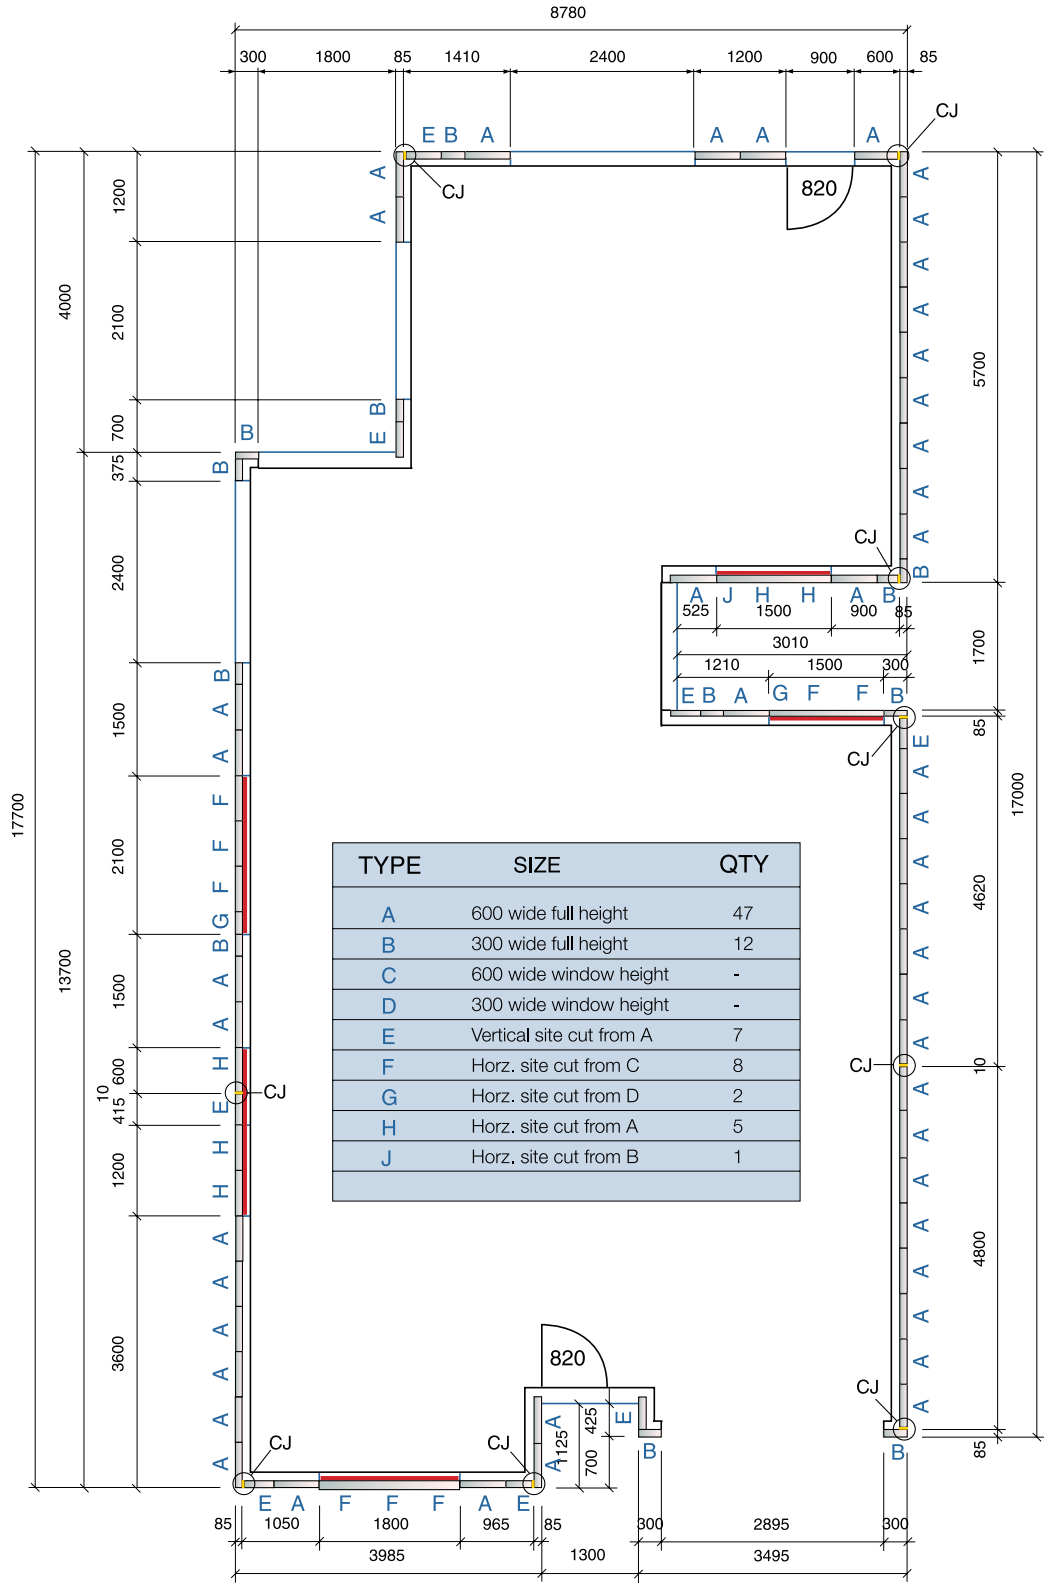 8780
300 1800 85 1410 2400 1200 900 600 85
CJ
E B A A A A
CJ
820
A
A
1200
2100
4000
700
B
E
B
B
375
2400
A
A
A
A
A
A
A
A
A
B
5700
CJ
A J H H A B
525 1500 900 85
3010
1210 1500 300
E B A G F F B
1700
85
CJ
E
B
A
A
1500
17700
F
F
F
G
2100
13700
B
A
A
1500
H
600
10
CJ
E
415
H
H
1200
A
A
A
A
A
A
3600
TYPE SIZE QTY
A 600 wide full height 47
B 300 wide full height 12
C 600 wide window height -
D 300 wide window height -
E Vertical site cut from A 7
F Horz. site cut from C 8
G Horz. site cut from D 2
H Horz. site cut from A 5
J Horz. site cut from B 1
A
A
A
A
A
A
A
4620
17000
CJ
10
A
A
A
A
A
A
A
A
4800
CJ
85
B
820
A
A
1125
425
700
E
B
CJ CJ
E A F F F A E
85 1050 1800 965 85 300 2895 300
3985 1300 3495